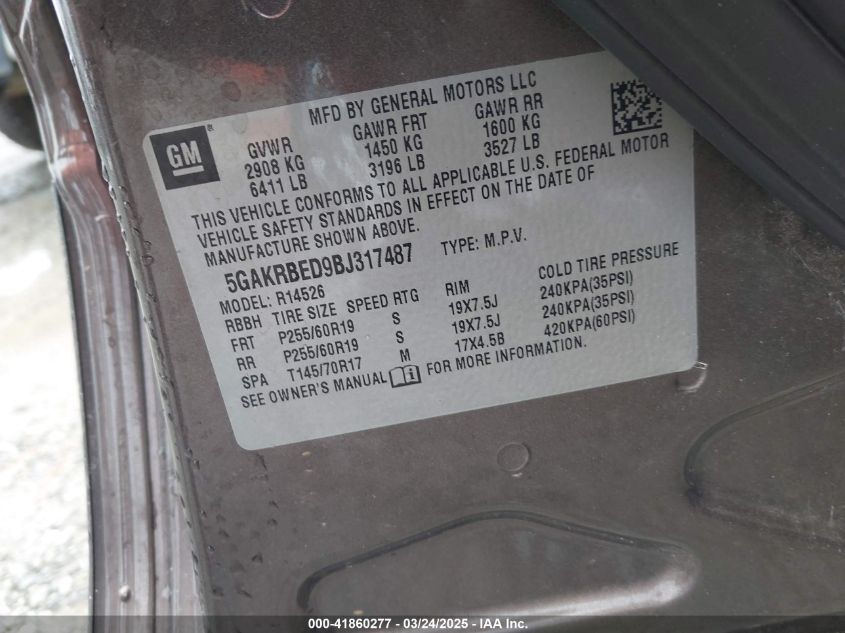 MFD BY GENERAL MOTORS LLC
GM®
GVWR GAWR FRT GAWR RR
2908 KG 1450 KG 1600 KG
6411 LB 3196 LB 3527 LB
THIS VEHICLE CONFORMS TO ALL APPLICABLE U.S. FEDERAL MOTOR
VEHICLE SAFETY STANDARDS IN EFFECT ON THE DATE OF
MANUFACTURE SHOWN ABOVE.
5GAKRBED9BJ317487 TYPE: M.P.V.
MODEL: R14526
RBBH TIRE SIZE SPEED RTG RIM COLD TIRE PRESSURE
FRT P255/60R19 S 19X7.5J 240KPA(35PSI)
RR P255/60R19 S 19X7.5J 240KPA(35PSI)
SPA T145/70R17 M 17X4.5B 420KPA(60PSI)
SEE OWNER'S MANUAL FOR MORE INFORMATION.
000-41860277 - 03/24/2025 - IAA Inc.